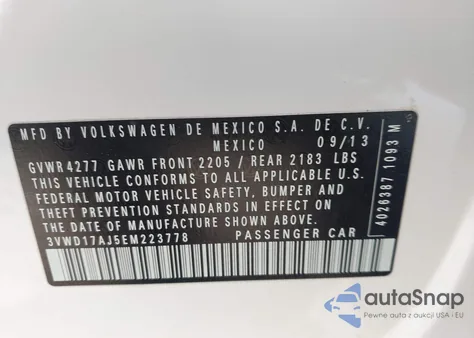 MFD BY VOLKSWAGEN DE MEXICO S.A. DE C.V.
MEXICO 09/13
GVWR 4277 GAWR FRONT 2205 / REAR 2183 LBS
THIS VEHICLE CONFORMS TO ALL APPLICABLE
FEDERAL MOTOR VEHICLE SAFETY, BUMPER AND
THEFT PREVENTION STANDARDS IN EFFECT ON
THE DATE OF MANUFACTURE SHOWN ABOVE.
3VWD17AJ5EM223778 PASSENGER CAR
4026387 1093 M
autoSnap
Pewne auta z aukcji USA i EU